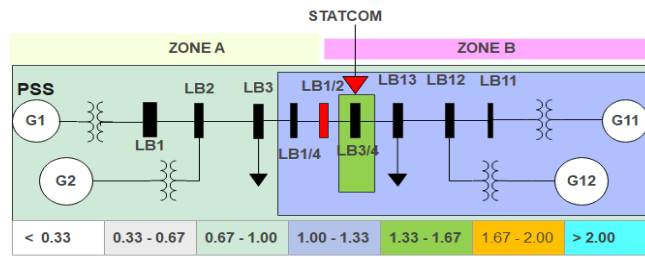 STATCOM
ZONE A ZONE B
PSS
LB2 LB3 LB1/2 LB13 LB12 LB11
G1 G11
LB1 LB1/4 LB3/4
G2 G12
< 0.33 0.33 - 0.67 0.67 - 1.00 1.00 - 1.33 1.33 - 1.67 1.67 - 2.00 > 2.00